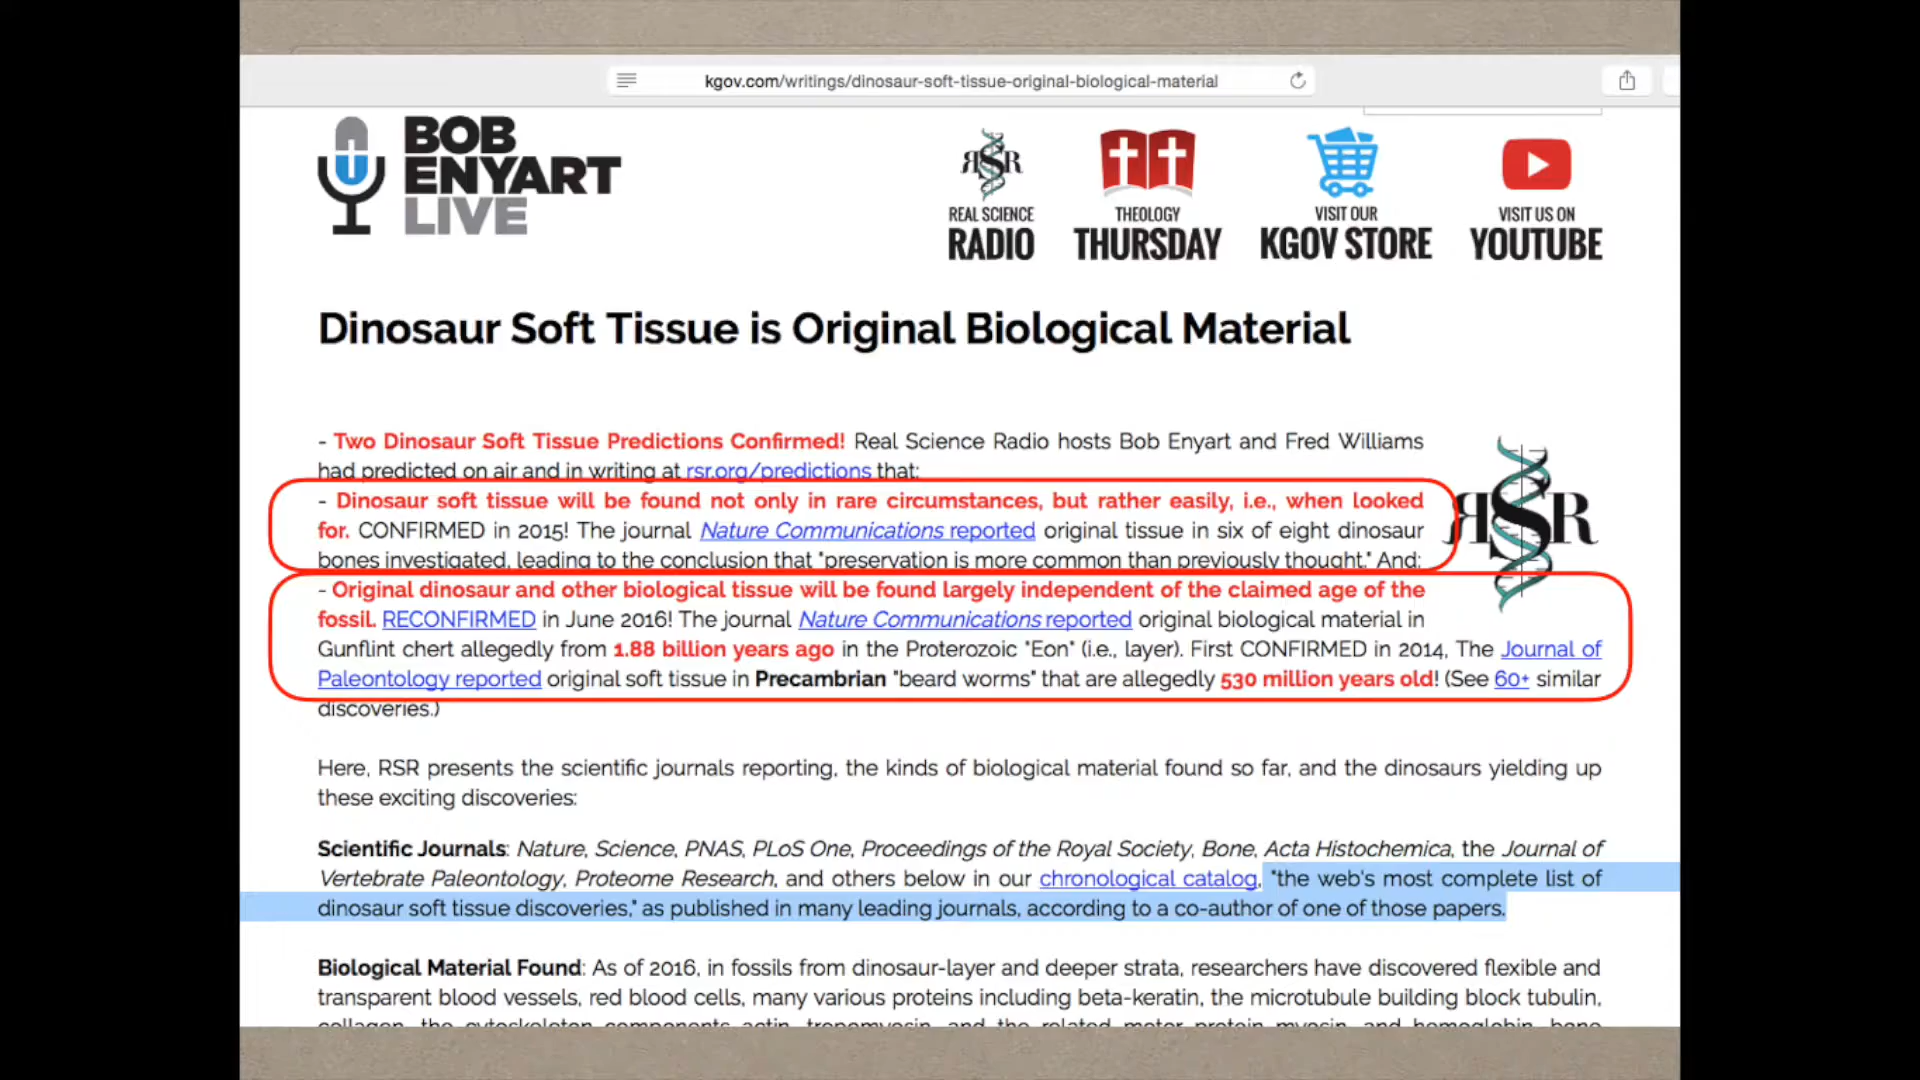 kgov.com/writings/dinosaur-soft-tissue-original-biological-material
BOB
ENYART
LIVE
RSR
REAL SCIENCE
RADIO
THEOLOGY
THURSDAY
VISIT OUR
KGOV STORE
VISIT US ON
YOUTUBE
Dinosaur Soft Tissue is Original Biological Material
- Two Dinosaur Soft Tissue Predictions Confirmed! Real Science Radio hosts Bob Enyart and Fred Williams
had predicted on air and in writing at rsr.org/predictions that:
- Dinosaur soft tissue will be found not only in rare circumstances, but rather easily, i.e., when looked
for. CONFIRMED in 2015! The journal Nature Communications reported original tissue in six of eight dinosaur
bones investigated, leading to the conclusion that "preservation is more common than previously thought." And:
RSR
- Original dinosaur and other biological tissue will be found largely independent of the claimed age of the
fossil. RECONFIRMED in June 2016! The journal Nature Communications reported original biological material in
Gunflint chert allegedly from 1.88 billion years ago in the Proterozoic "Eon" (i.e., layer). First CONFIRMED in 2014, The Journal of
Paleontology reported original soft tissue in Precambrian "beard worms" that are allegedly 530 million years old! (See 60+ similar
discoveries.)
Here, RSR presents the scientific journals reporting, the kinds of biological material found so far, and the dinosaurs yielding up
these exciting discoveries:
Scientific Journals: Nature, Science, PNAS, PLoS One, Proceedings of the Royal Society, Bone, Acta Histochemica, the Journal of
Vertebrate Paleontology, Proteome Research, and others below in our chronological catalog, "the web's most complete list of
dinosaur soft tissue discoveries," as published in many leading journals, according to a co-author of one of those papers.
Biological Material Found: As of 2016, in fossils from dinosaur-layer and deeper strata, researchers have discovered flexible and
transparent blood vessels, red blood cells, many various proteins including beta-keratin, the microtubule building block tubulin,
collagen, the cytoskeleton components actin, tropomyosin, and the related motor protein myosin, and hemoglobin, bone